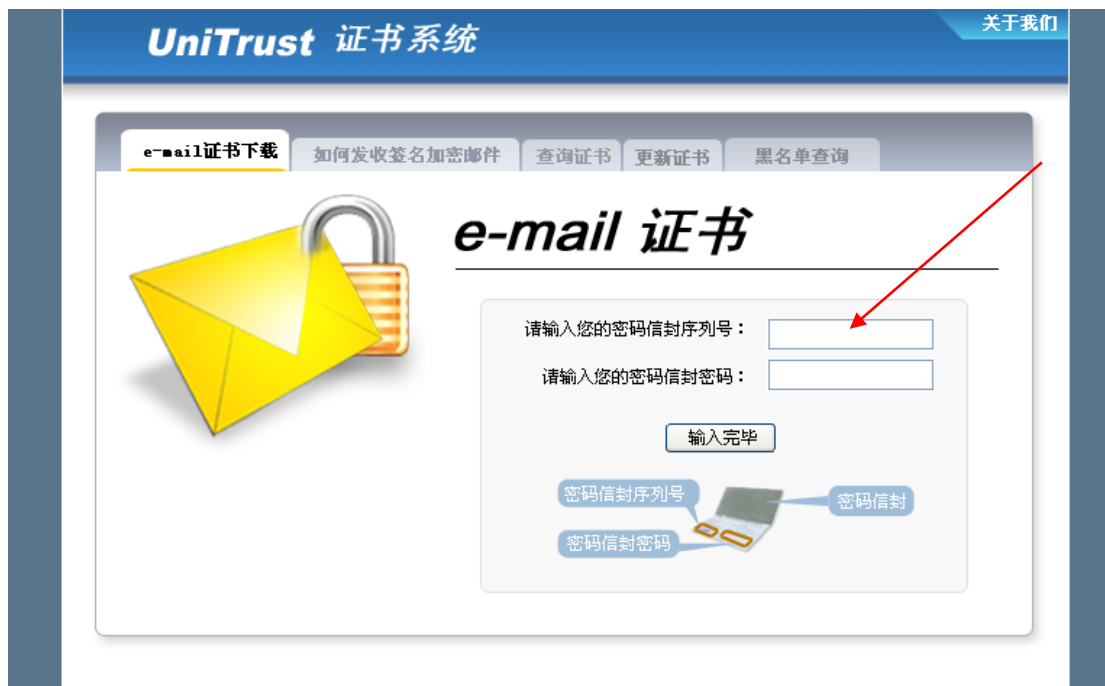 关于我们
UniTrust 证书系统
e-mail证书下载 如何发收签名加密邮件 查询证书 更新证书 黑名单查询
e-mail 证书
请输入您的密码信封序列号：
请输入您的密码信封密码：
输入完毕
密码信封序列号
密码信封
密码信封密码